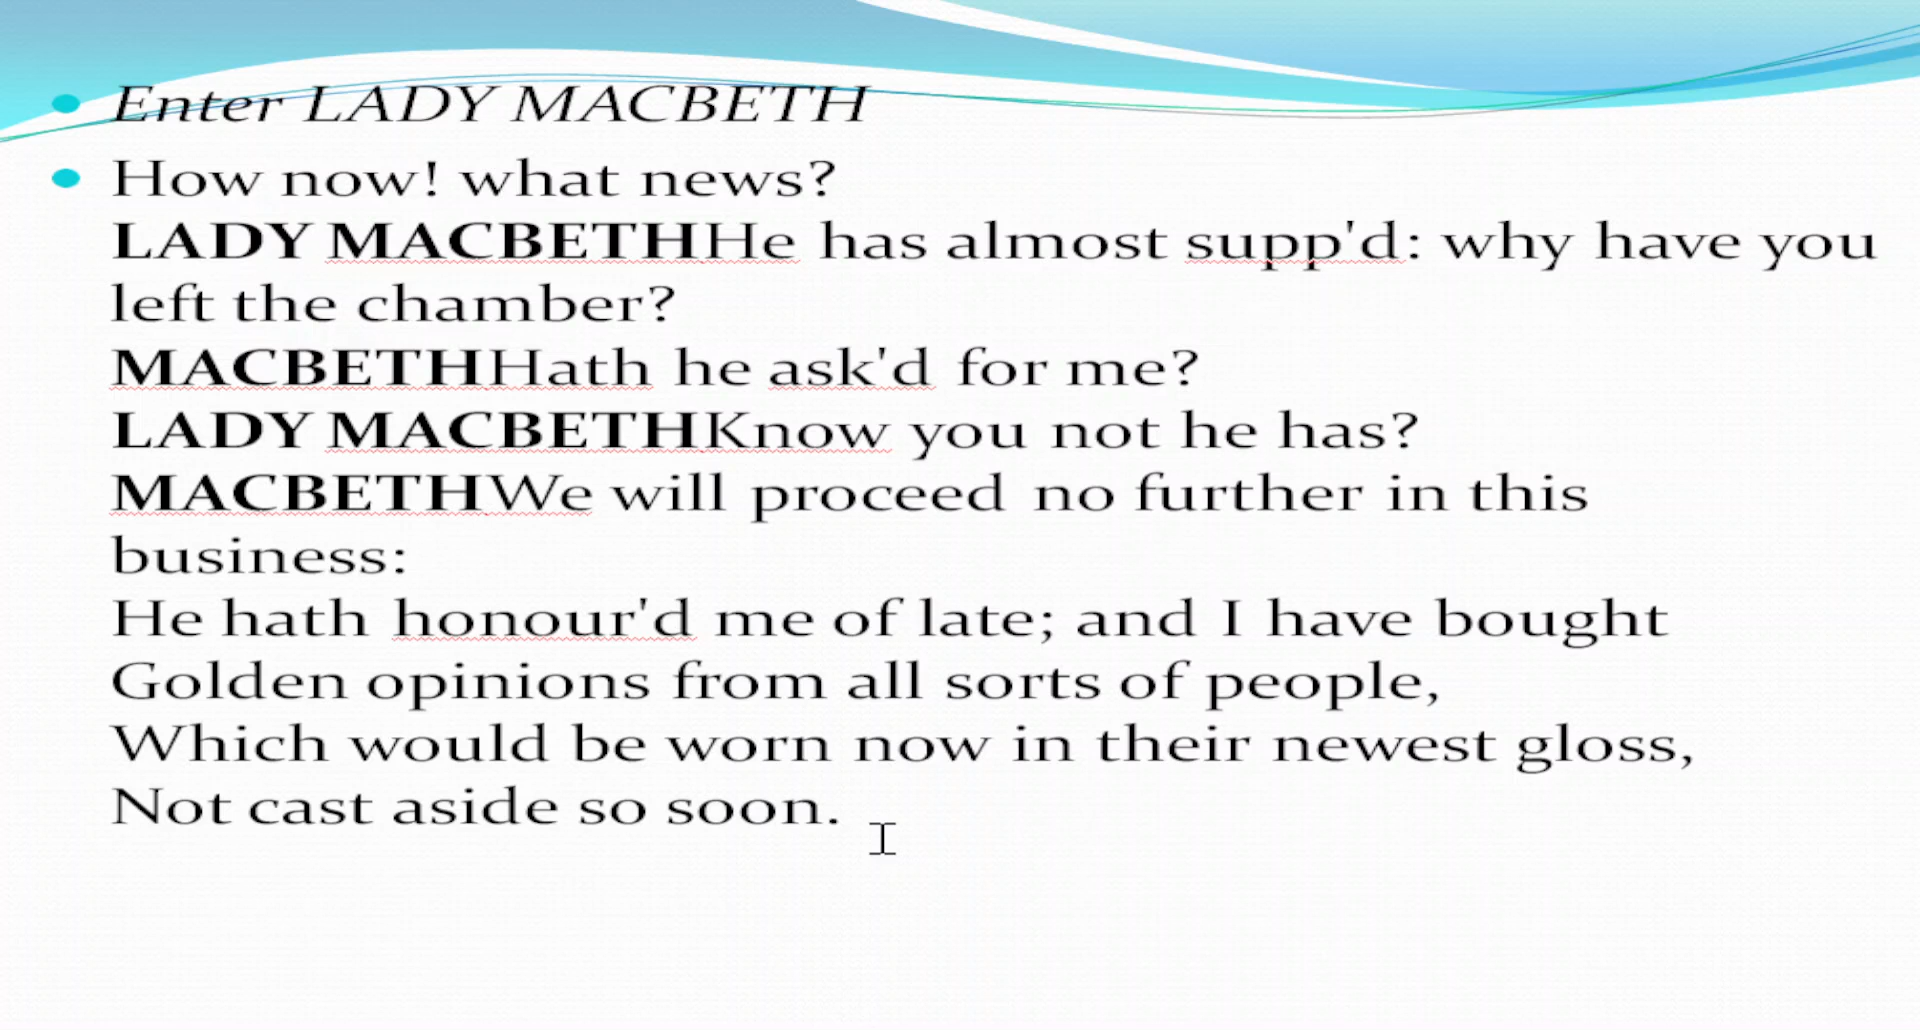 Enter LADY MACBETH
How now! what news?
LADY MACBETHHe has almost supp'd: why have you
left the chamber?
MACBETHHath he ask'd for me?
LADY MACBETHKnow you not he has?
MACBETHWe will proceed no further in this
business:
He hath honour'd me of late; and I have bought
Golden opinions from all sorts of people,
Which would be worn now in their newest gloss,
Not cast aside so soon.